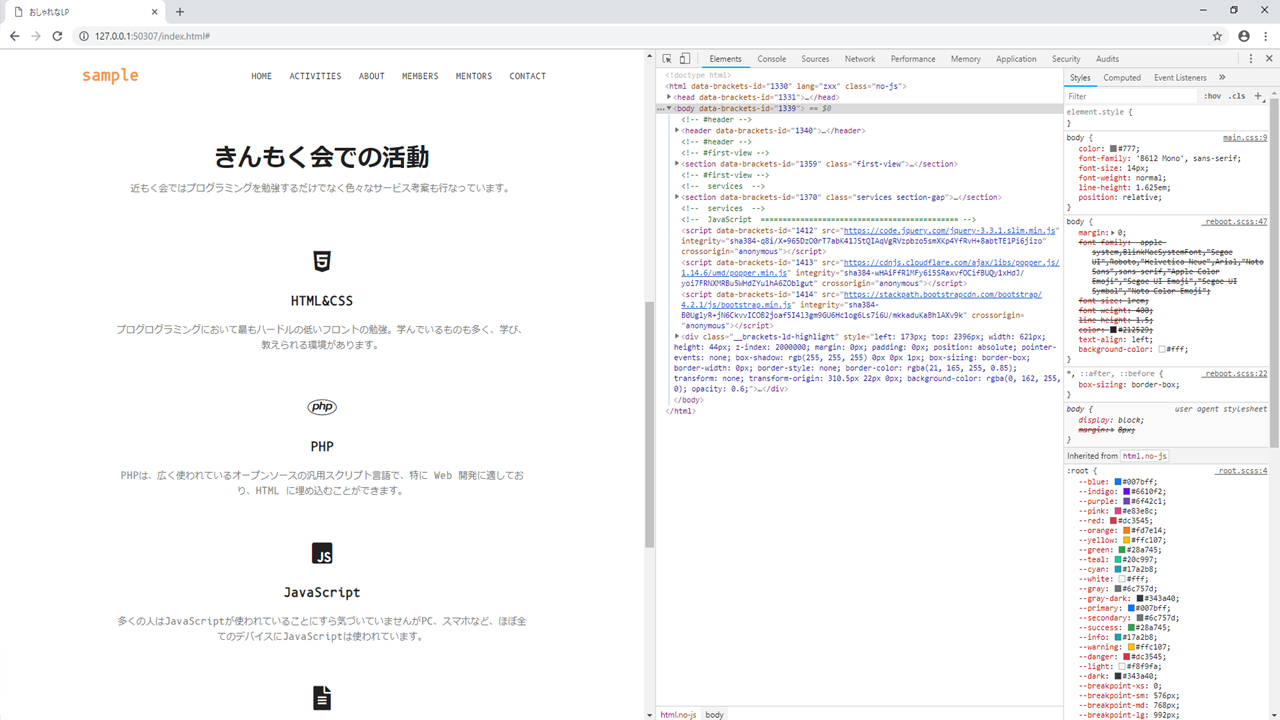 おしゃれなLP
127.0.0.1:50307/index.html#
sample
HOME ACTIVITIES ABOUT MEMBERS MENTORS CONTACT
きんもく会での活動
近もく会ではプログラミングを勉強するだけでなく色々なサービス考案も行なっています。
HTML&CSS
プログログラミングにおいて最もハードルの低いフロントの勉強。学んでいるものも多く、学び、
教えられる環境があります。
php
PHP
PHPは、広く使われているオープンソースの汎用スクリプト言語で、特に Web 開発に適してお
り、HTML に埋め込むことができます。
JS
JavaScript
多くの人はJavaScriptが使われていることにすら気づいていませんがPC、スマホなど、ほぼ全
てのデバイスにJavaScriptは使われています。
Elements Console Sources Network Performance Memory Application Security Audits
<!doctype html>
<html data-brackets-id="1330" lang="zxx" class="no-js">
<head data-brackets-id="1331">…</head>
<body data-brackets-id="1339"> == $0
<!-- #header -->
<header data-brackets-id="1340">…</header>
<!-- #header -->
<!-- #first-view -->
<section data-brackets-id="1359" class="first-view">…</section>
<!-- #first-view -->
<!-- services -->
<section data-brackets-id="1370" class="services section-gap">…</section>
<!-- services -->
<!-- JavaScript ============================================= -->
<script data-brackets-id="1412" src="https://code.jquery.com/jquery-3.3.1.slim.min.js"
crossorigin="anonymous"></script>
<script data-brackets-id="1413" src="https://cdnjs.cloudflare.com/ajax/libs/popper.js/
1.14.6/umd/popper.min.js"
crossorigin="anonymous"></script>
<script data-brackets-id="1414" src="https://stackpath.bootstrapcdn.com/bootstrap/
4.2.1/js/bootstrap.min.js" integrity="sha384-
crossorigin=
"anonymous"></script>
<div class="__brackets-ld-highlight" style="left: 173px; top: 2396px; width: 621px;
height: 44px; z-index: 2000000; margin: 0px; padding: 0px; position: absolute; pointer-
events: none; box-shadow: rgb(255, 255, 255) 0px 0px 1px; box-sizing: border-box;
border-width: 0px; border-style: none; border-color: rgba(21, 165, 255, 0.85);
transform: none; transform-origin: 310.5px 22px 0px; background-color: rgba(0, 162, 255,
0); opacity: 0.6;">…</div>
</body>
</html>
html.no-js body
Styles Computed Event Listeners »
Filter :hov .cls +
element.style {
}
body { main.css:9
color: #777;
font-family: 'B612 Mono', sans-serif;
font-size: 14px;
font-weight: normal;
line-height: 1.625em;
position: relative;
}
body { _reboot.scss:47
margin: 0;
font-family: -apple-
system,BlinkMacSystemFont,"Segoe
UI",Roboto,"Helvetica Neue",Arial,"Noto
Sans",sans-serif,"Apple Color
Emoji","Segoe UI Emoji","Segoe UI
Symbol","Noto Color Emoji";
font-size: 1rem;
font-weight: 400;
line-height: 1.5;
color: #212529;
text-align: left;
background-color: #fff;
}
*, ::after, ::before { _reboot.scss:22
box-sizing: border-box;
}
body { user agent stylesheet
display: block;
margin: 8px;
}
Inherited from html.no-js
:root { _root.scss:4
--blue: #007bff;
--indigo: #6610f2;
--purple: #6f42c1;
--pink: #e83e8c;
--red: #dc3545;
--orange: #fd7e14;
--yellow: #ffc107;
--green: #28a745;
--teal: #20c997;
--cyan: #17a2b8;
--white: #fff;
--gray: #6c757d;
--gray-dark: #343a40;
--primary: #007bff;
--secondary: #6c757d;
--success: #28a745;
--info: #17a2b8;
--warning: #ffc107;
--danger: #dc3545;
--light: #f8f9fa;
--dark: #343a40;
--breakpoint-xs: 0;
--breakpoint-sm: 576px;
--breakpoint-md: 768px;
--breakpoint-lg: 992px;